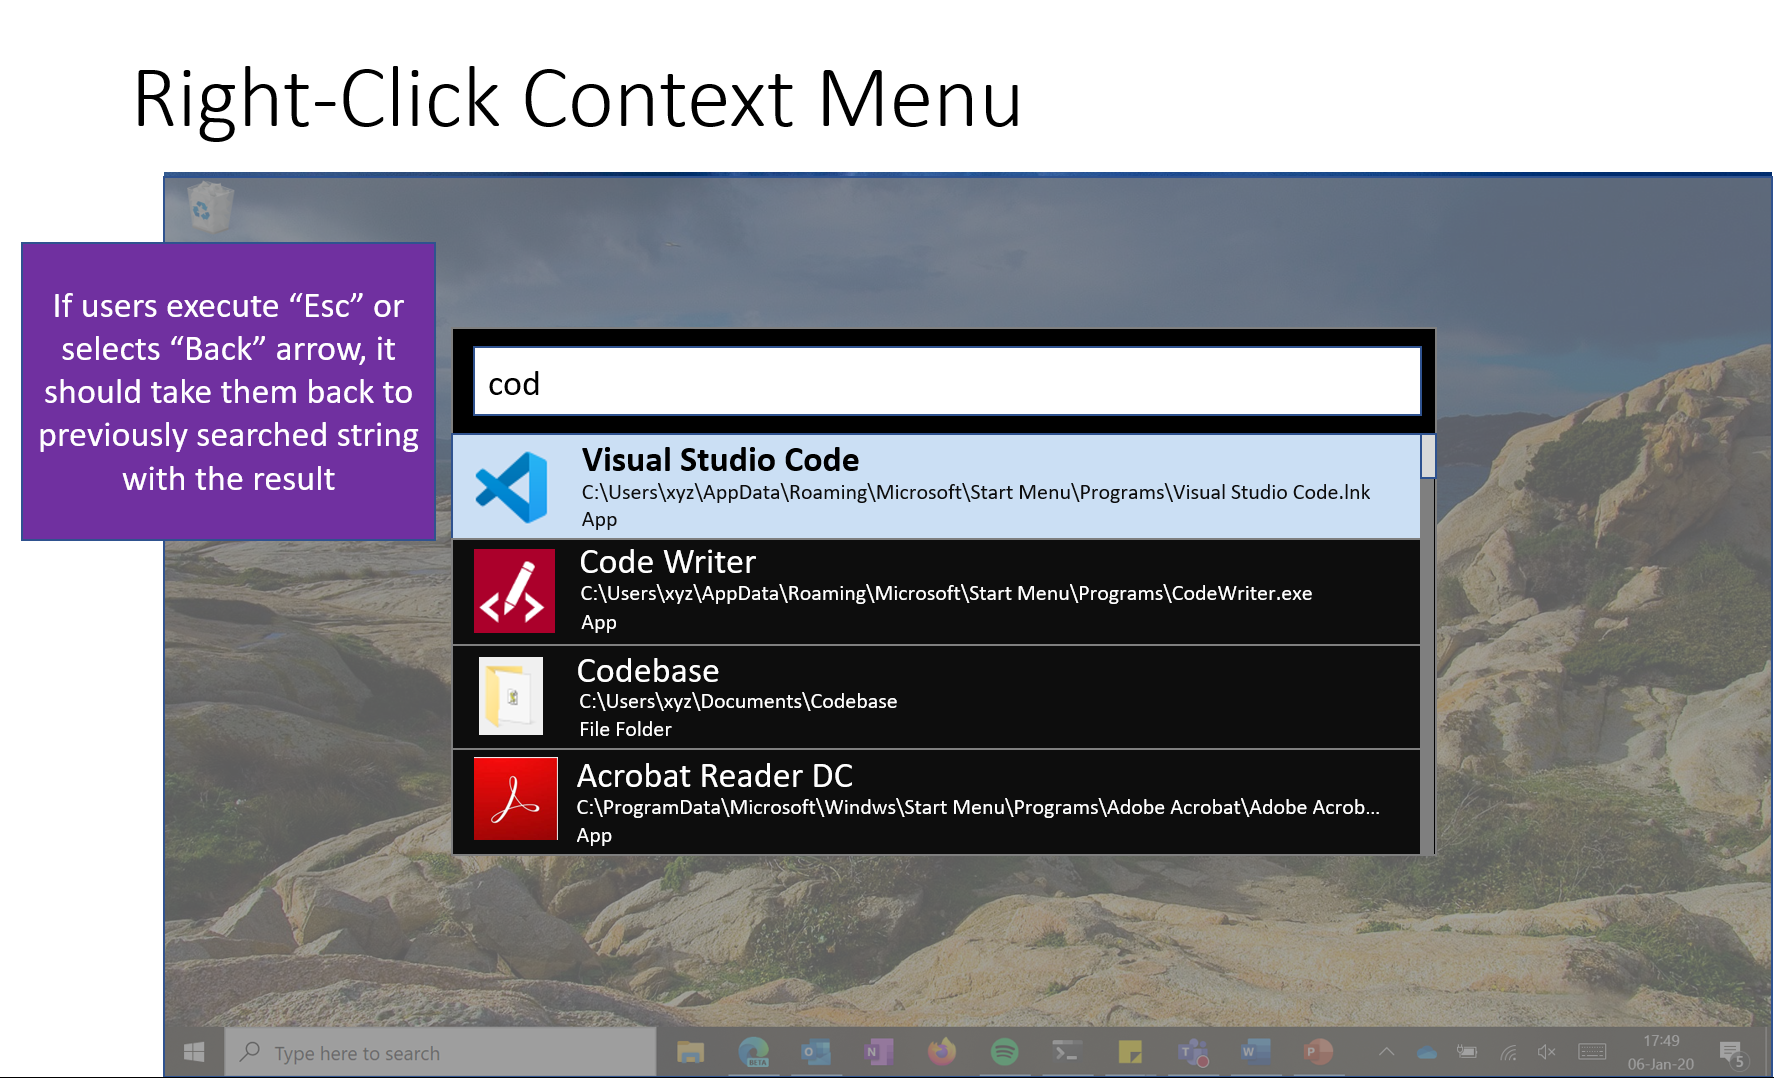 Right-Click Context Menu
If users execute “Esc” or
selects “Back” arrow, it
should take them back to
previously searched string
with the result
cod
Visual Studio Code
C:\Users\xyz\AppData\Roaming\Microsoft\Start Menu\Programs\Visual Studio Code.lnk
App
Code Writer
C:\Users\xyz\AppData\Roaming\Microsoft\Start Menu\Programs\CodeWriter.exe
App
Codebase
C:\Users\xyz\Documents\Codebase
File Folder
Acrobat Reader DC
C:\ProgramData\Microsoft\Windws\Start Menu\Programs\Adobe Acrobat\Adobe Acrob...
App
Type here to search
BETA
17:49
06-Jan-20
5